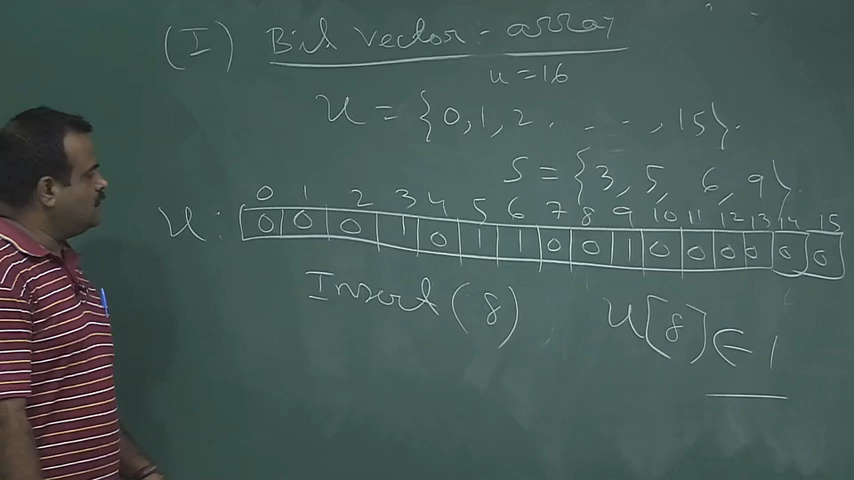 (I) Bit vector - array
u=16
U = {0,1,2. . - . . , 15}.
S = {3, 5, 6, 9}.
0 1 2 3 4 5 6 7 8 9 10 11 12 13 14 15
U: 0 0 0 1 0 1 1 0 0 1 0 0 0 0 0 0
Insert (8) U[8] ← 1